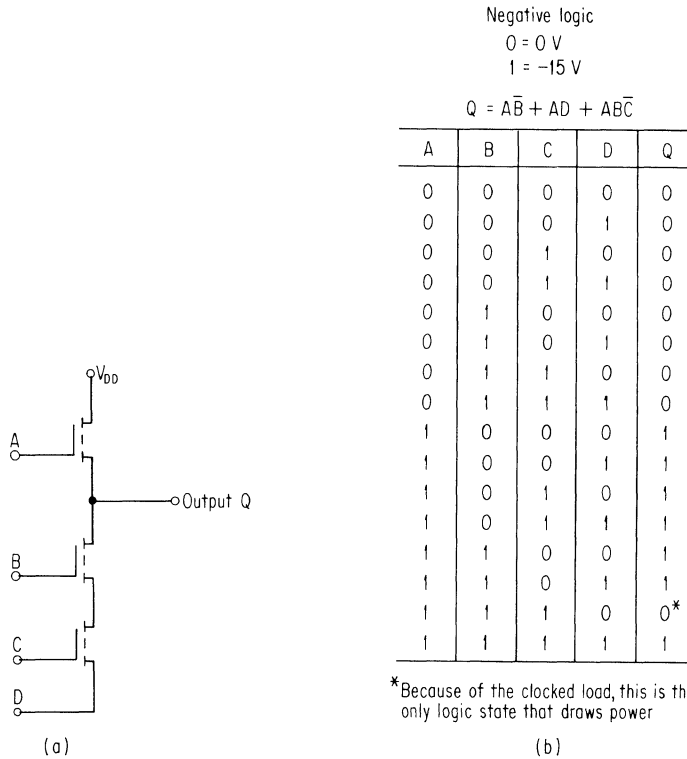 Negative logic
0 = 0 V
1 = −15 V
Q = AB̅ + AD + ABC̅
A B C D Q
0 0 0 0 0
0 0 0 1 0
0 0 1 0 0
0 0 1 1 0
0 1 0 0 0
0 1 0 1 0
0 1 1 0 0
0 1 1 1 0
1 0 0 0 1
1 0 0 1 1
1 0 1 0 1
1 0 1 1 1
1 1 0 0 1
1 1 0 1 1
1 1 1 0 0*
1 1 1 1 1
*Because of the clocked load, this is th
only logic state that draws power
(b)
VDD
A
Output Q
B
C
D
(a)